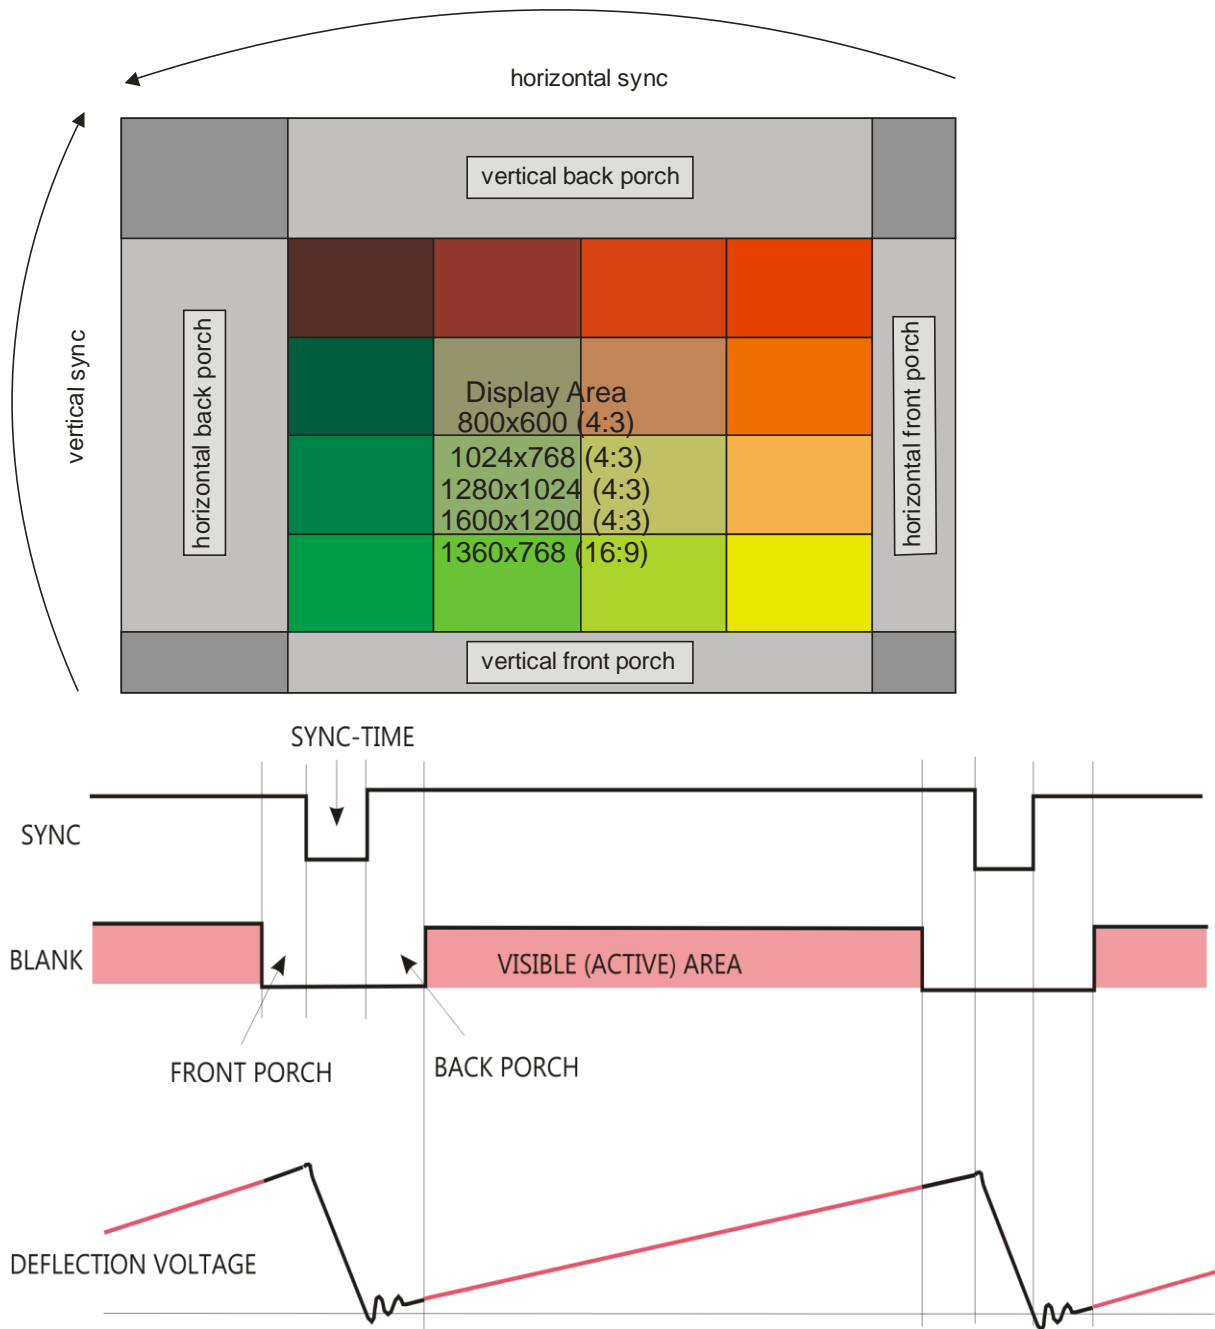 horizontal sync
vertical back porch
vertical sync
horizontal back porch
horizontal front porch
Display Area
800x600 (4:3)
1024x768 (4:3)
1280x1024 (4:3)
1600x1200 (4:3)
1360x768 (16:9)
vertical front porch
SYNC-TIME
SYNC
BLANK
VISIBLE (ACTIVE) AREA
FRONT PORCH
BACK PORCH
DEFLECTION VOLTAGE